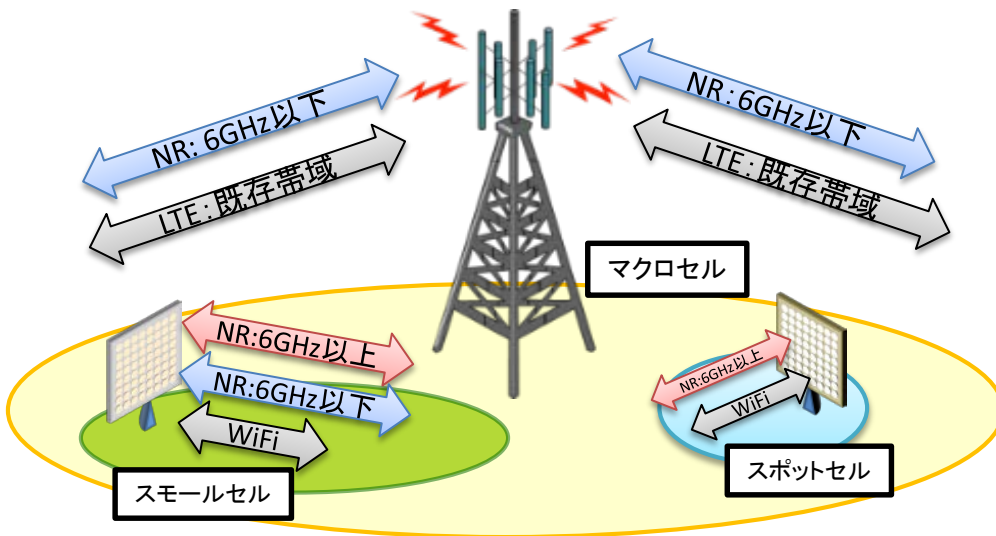 NR: 6GHz以下
LTE：既存帯域
NR：6GHz以下
LTE：既存帯域
マクロセル
NR:6GHz以上
NR:6GHz以下
WiFi
スモールセル
NR:6GHz以上
WiFi
スポットセル